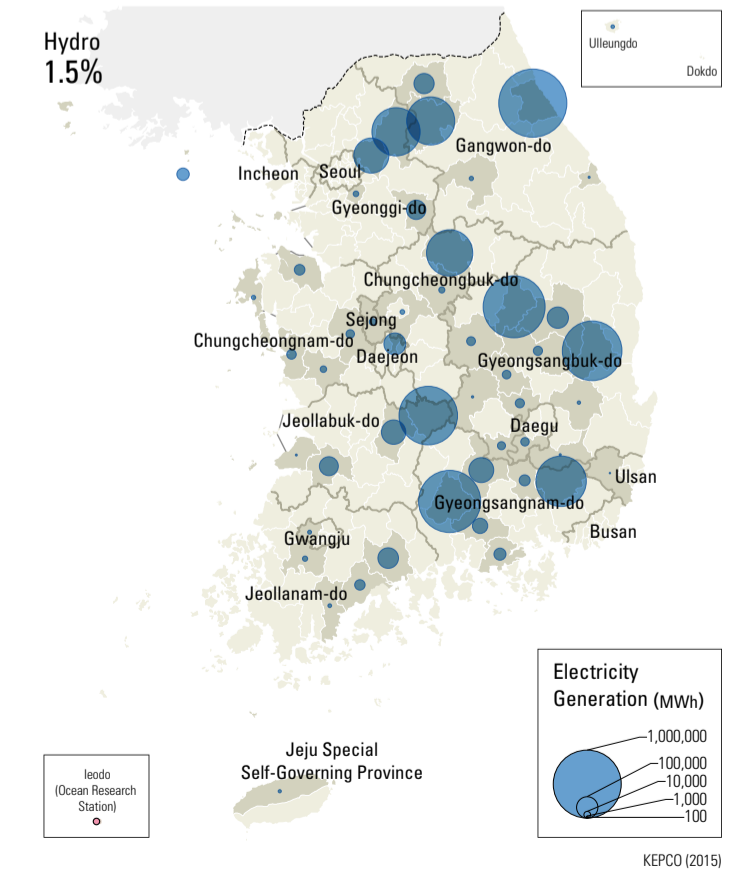 Hydro
1.5%
Ulleungdo
Dokdo
Gangwon-do
Incheon
Seoul
Gyeonggi-do
Chungcheongbuk-do
Sejong
Chungcheongnam-do
Daejeon
Gyeongsangbuk-do
Jeollabuk-do
Daegu
Ulsan
Gyeongsangnam-do
Busan
Gwangju
Jeollanam-do
Electricity
Generation (MWh)
1,000,000
100,000
10,000
1,000
100
Jeju Special
Self-Governing Province
Ieodo
(Ocean Research
Station)
KEPCO (2015)